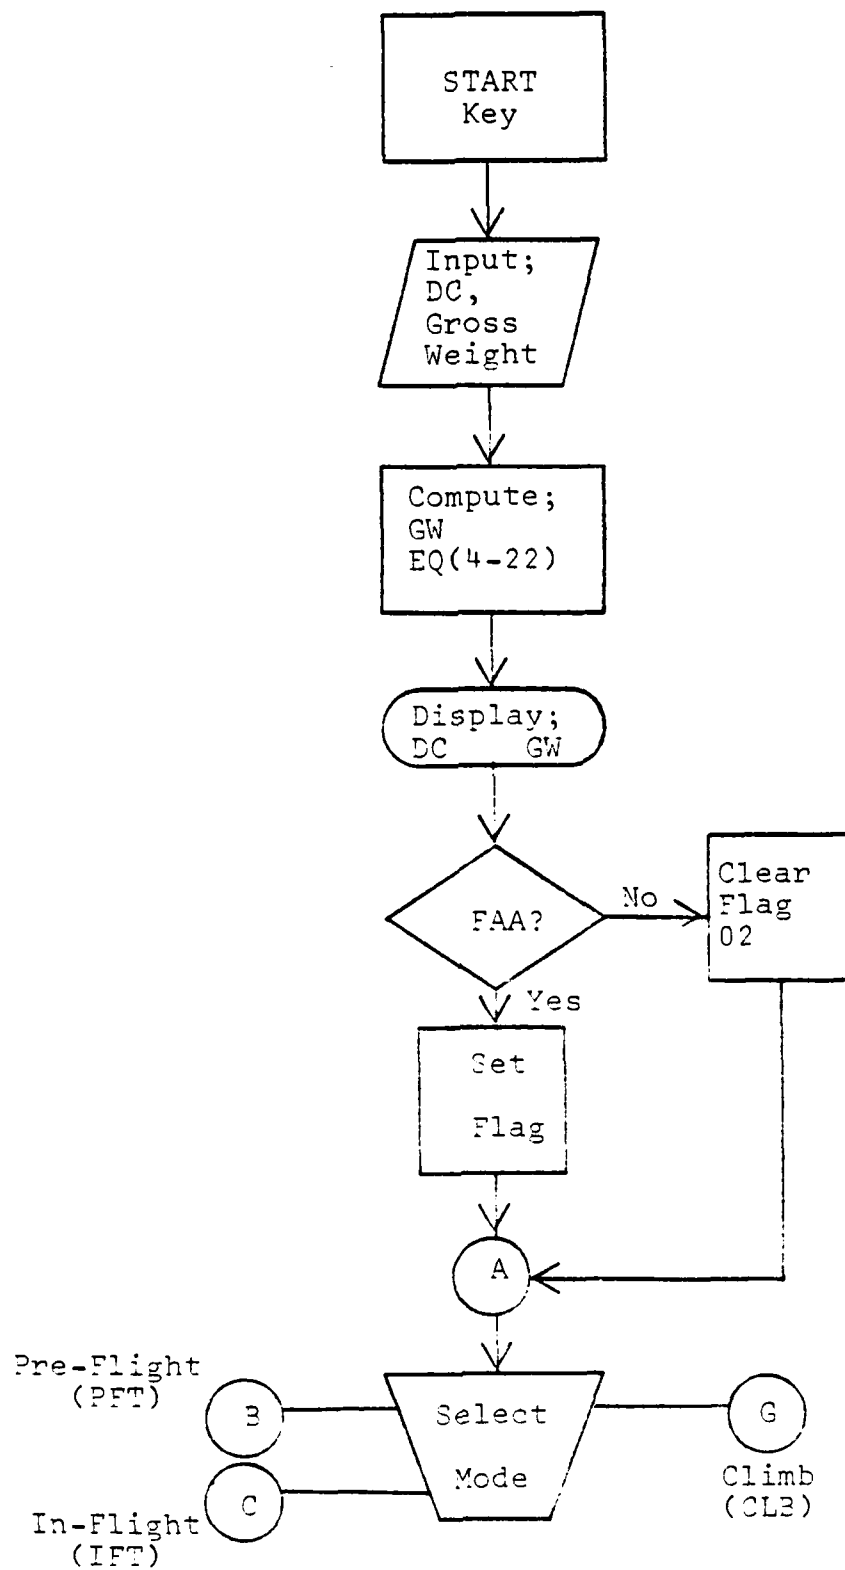 START
Key
Input;
DC,
Gross
Weight
Compute;
GW
EQ(4-22)
Display;
DC GW
FAA?
No
Clear
Flag
02
Yes
Set
Flag
A
Pre-Flight
(PFT)
B
Select
Mode
G
C
Climb
(CLB)
In-Flight
(IFT)